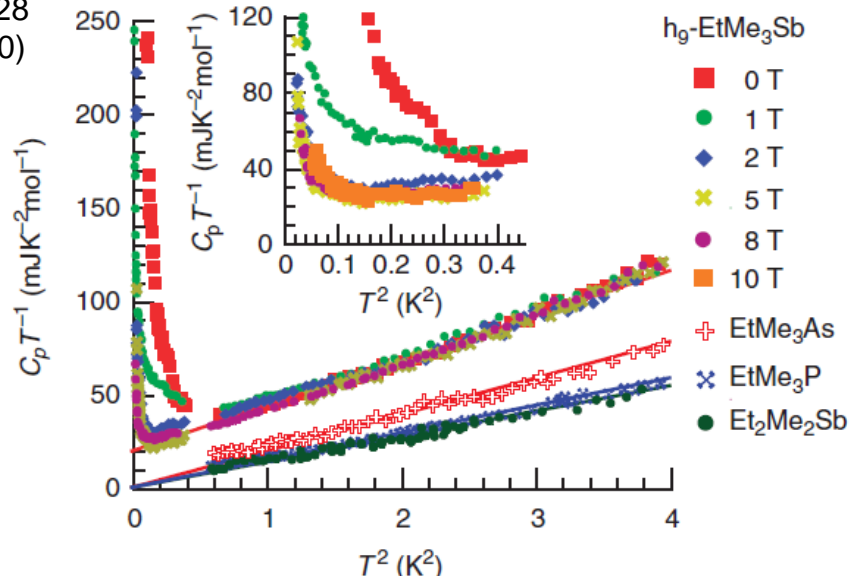 28
0)
250
200
150
100
50
0
CpT⁻¹ (mJK⁻²mol⁻¹)
0
1
2
3
4
T² (K²)
120
80
40
0
CpT⁻¹ (mJK⁻²mol⁻¹)
0
0.1
0.2
0.3
0.4
T² (K²)
h₉-EtMe₃Sb
0 T
1 T
2 T
5 T
8 T
10 T
EtMe₃As
EtMe₃P
Et₂Me₂Sb